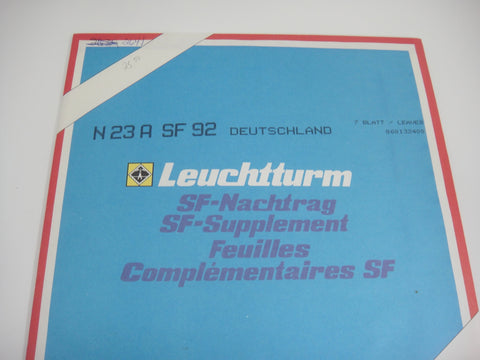 N 23 A SF 92 DEUTSCHLAND
7 BLATT / LEAVES
Leuchtturm
SF-Nachtrag
SF-Supplement
Feuilles
Complémentaires SF